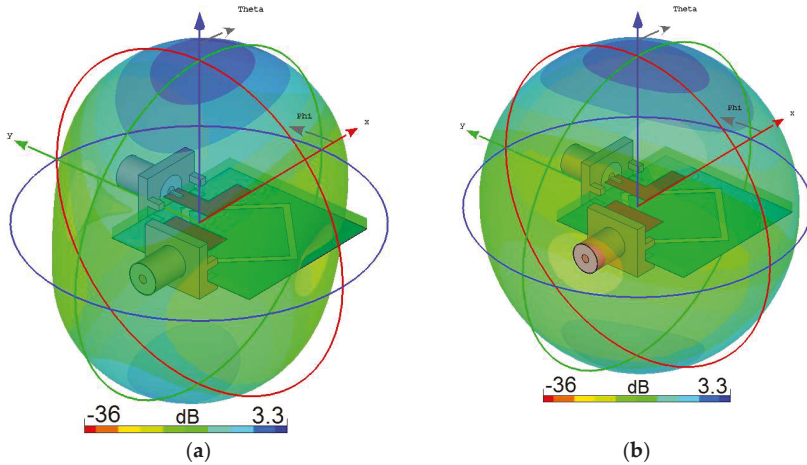 Theta
Phi
x
y
-36 dB 3.3
(a)
Theta
Phi
x
y
-36 dB 3.3
(b)